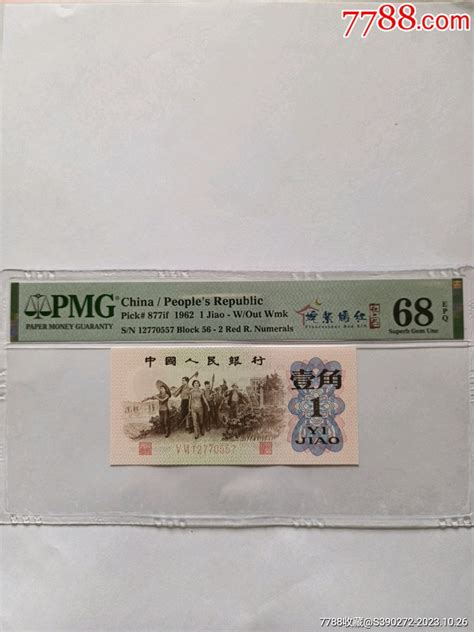 7788.com
PMG
PAPER MONEY GUARANTY
China / People's Republic
Pick# 877if 1962 1 Jiao - W/Out Wmk
S/N 12770557 Block 56 - 2 Red R. Numerals
68 EPQ
Superb Gem Unc
中國人民銀行
壹角
1
YI
JIAO
V VI 12770557
7788收藏@S390272-2023.10.26